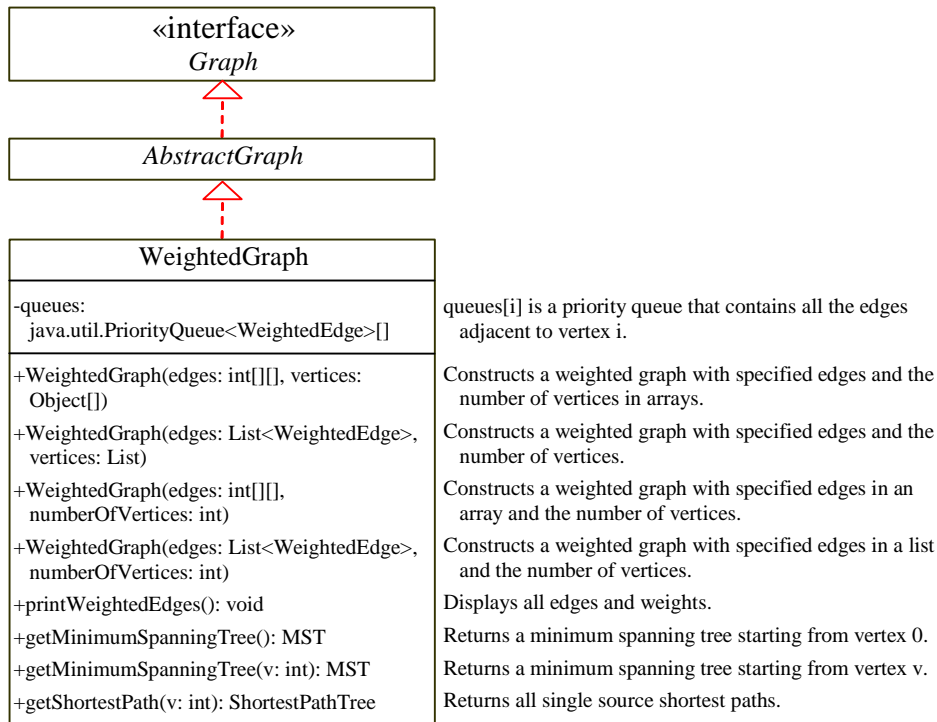 «interface»
Graph
AbstractGraph
WeightedGraph
-queues:
java.util.PriorityQueue<WeightedEdge>[]
queues[i] is a priority queue that contains all the edges
adjacent to vertex i.
+WeightedGraph(edges: int[][], vertices:
Object[])
Constructs a weighted graph with specified edges and the
number of vertices in arrays.
+WeightedGraph(edges: List<WeightedEdge>,
vertices: List)
Constructs a weighted graph with specified edges and the
number of vertices.
+WeightedGraph(edges: int[][],
numberOfVertices: int)
Constructs a weighted graph with specified edges in an
array and the number of vertices.
+WeightedGraph(edges: List<WeightedEdge>,
numberOfVertices: int)
Constructs a weighted graph with specified edges in a list
and the number of vertices.
+printWeightedEdges(): void
Displays all edges and weights.
+getMinimumSpanningTree(): MST
Returns a minimum spanning tree starting from vertex 0.
+getMinimumSpanningTree(v: int): MST
Returns a minimum spanning tree starting from vertex v.
+getShortestPath(v: int): ShortestPathTree
Returns all single source shortest paths.